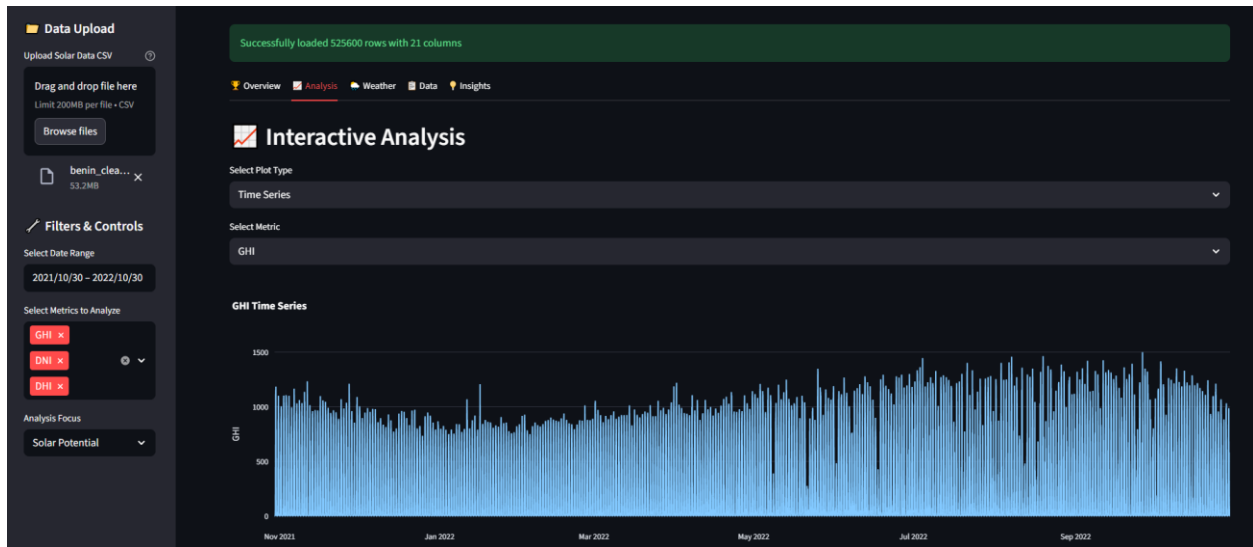 Data Upload
Upload Solar Data CSV
Drag and drop file here
Limit 200MB per file • CSV
Browse files
benin_clea...
53.2MB
Filters & Controls
Select Date Range
2021/10/30 – 2022/10/30
Select Metrics to Analyze
GHI ×
DNI ×
DHI ×
Analysis Focus
Solar Potential
Successfully loaded 525600 rows with 21 columns
Overview Analysis Weather Data Insights
Interactive Analysis
Select Plot Type
Time Series
Select Metric
GHI
GHI Time Series
1500
1000
500
0
GHI
Nov 2021 Jan 2022 Mar 2022 May 2022 Jul 2022 Sep 2022